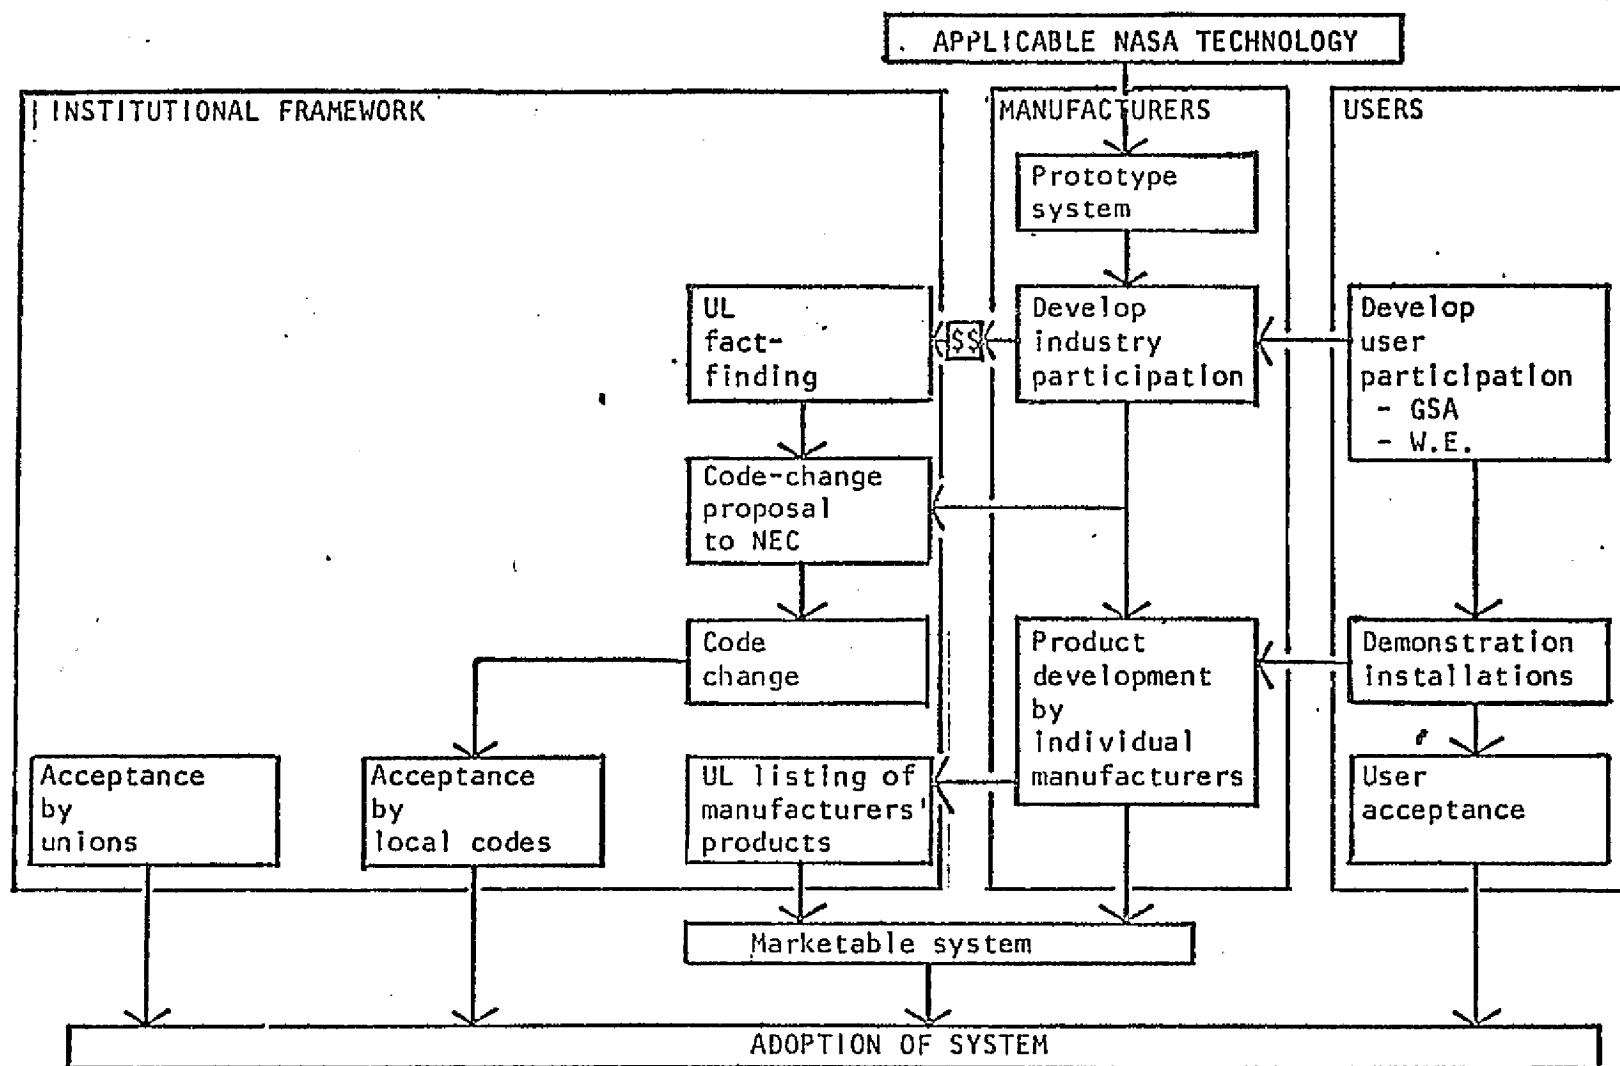 APPLICABLE NASA TECHNOLOGY
INSTITUTIONAL FRAMEWORK
MANUFACTURERS
USERS
Prototype
system
UL
fact-
finding
$$
Develop
industry
participation
Develop
user
participation
- GSA
- W.E.
Code-change
proposal
to NEC
Code
change
Product
development
by
individual
manufacturers
Demonstration
installations
Acceptance
by
unions
Acceptance
by
local codes
UL listing of
manufacturers'
products
User
acceptance
Marketable system
ADOPTION OF SYSTEM